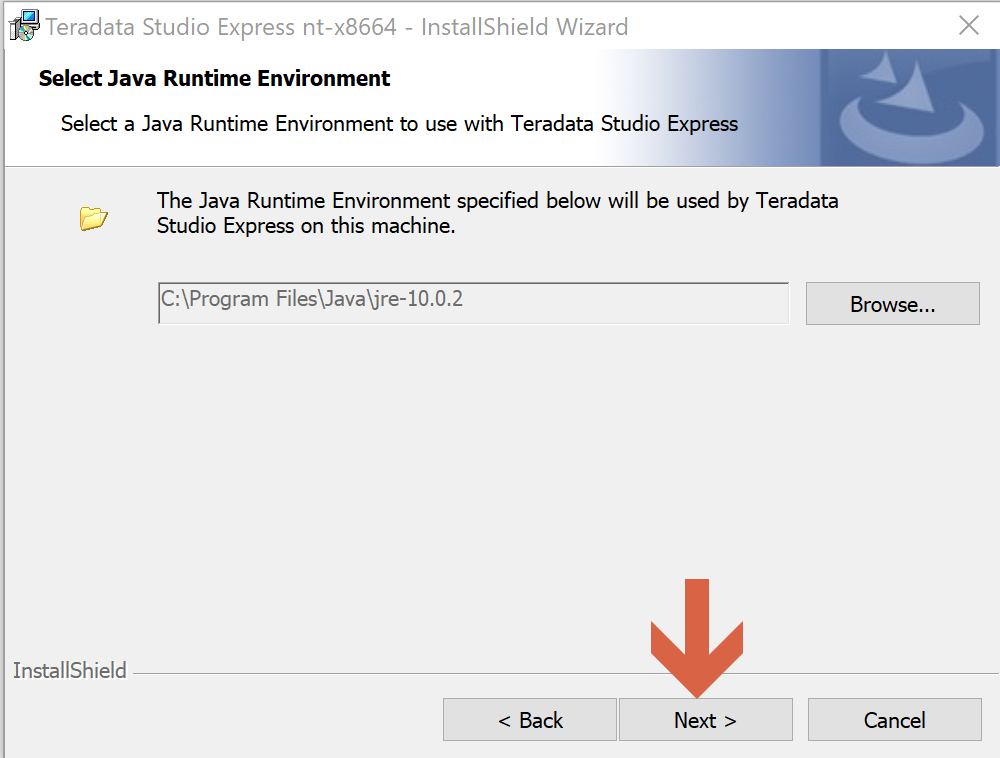 Teradata Studio Express nt-x8664 - InstallShield Wizard
Select Java Runtime Environment
Select a Java Runtime Environment to use with Teradata Studio Express
The Java Runtime Environment specified below will be used by Teradata
Studio Express on this machine.
C:\Program Files\Java\jre-10.0.2
Browse...
InstallShield
< Back
Next >
Cancel